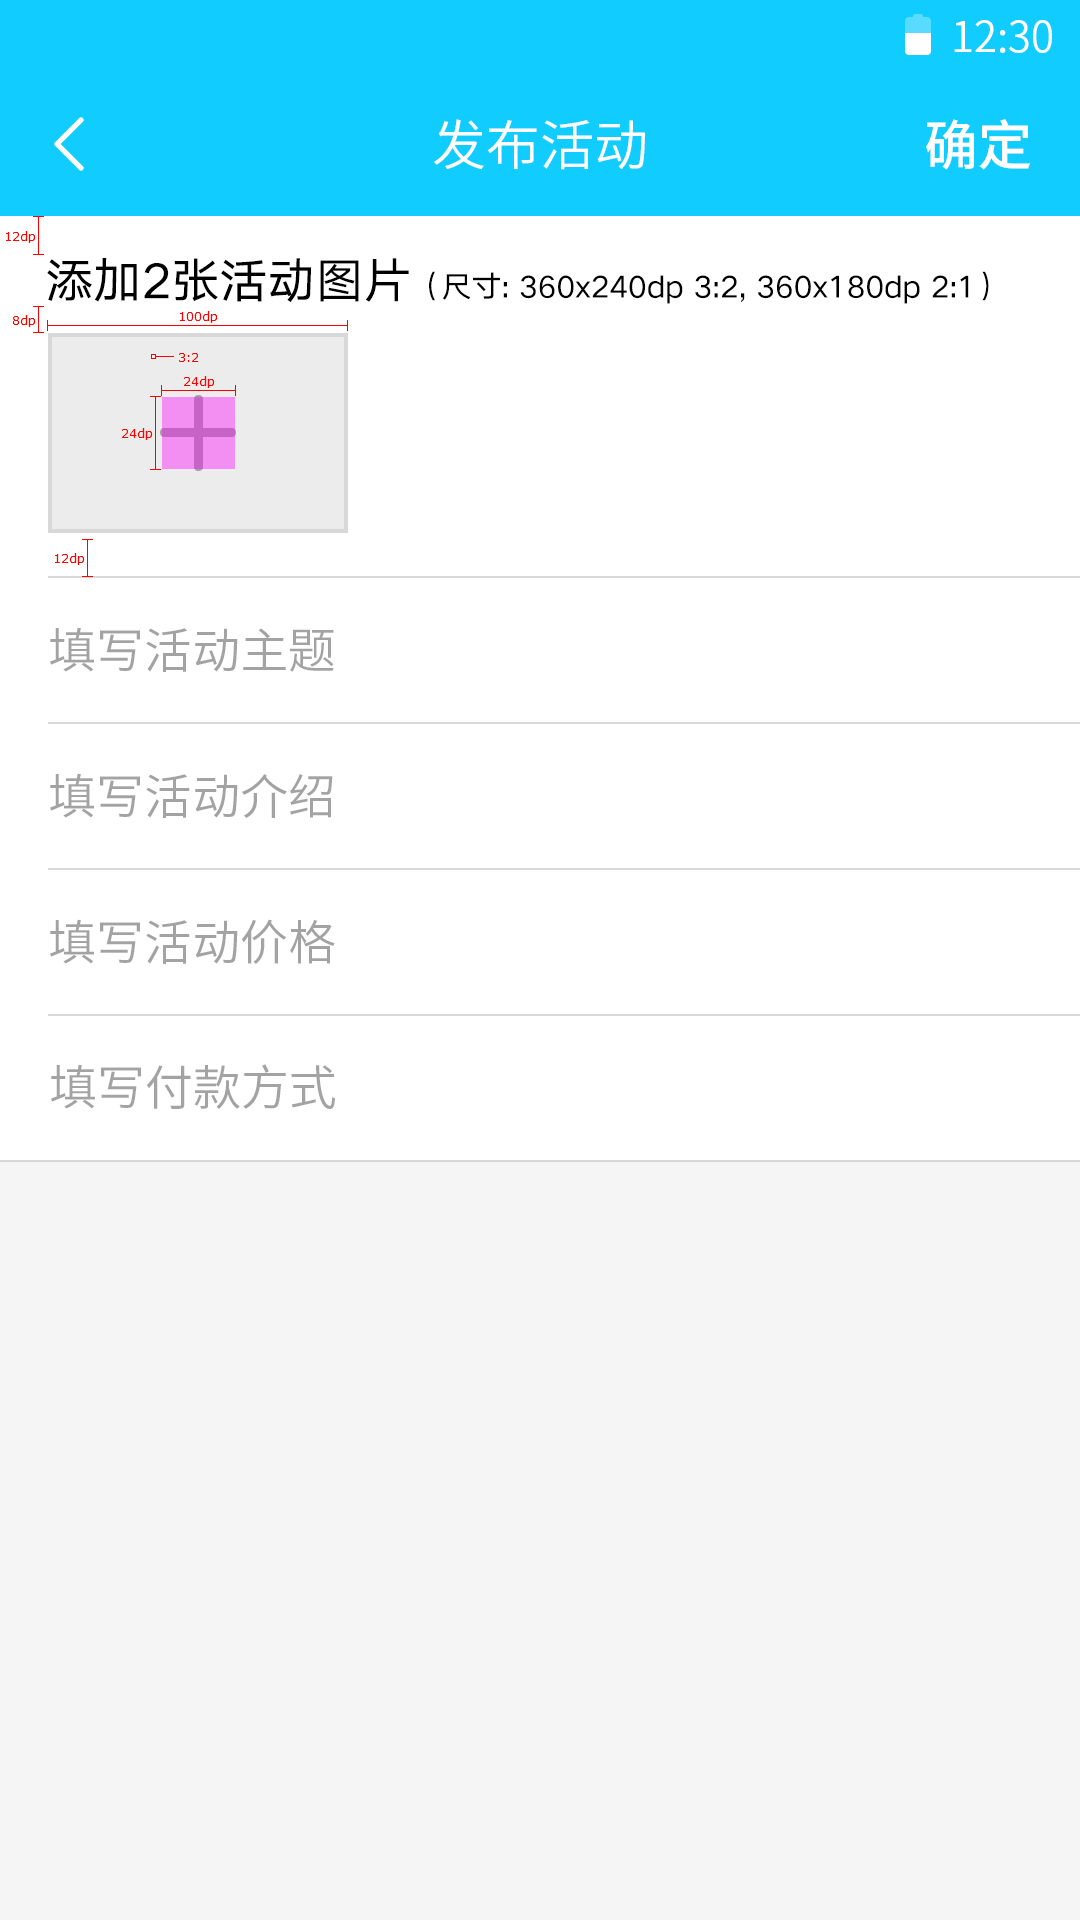 12:30
发布活动 确定
12dp
添加2张活动图片（尺寸: 360x240dp 3:2, 360x180dp 2:1）
8dp 100dp
3:2
24dp
24dp
12dp
填写活动主题
填写活动介绍
填写活动价格
填写付款方式